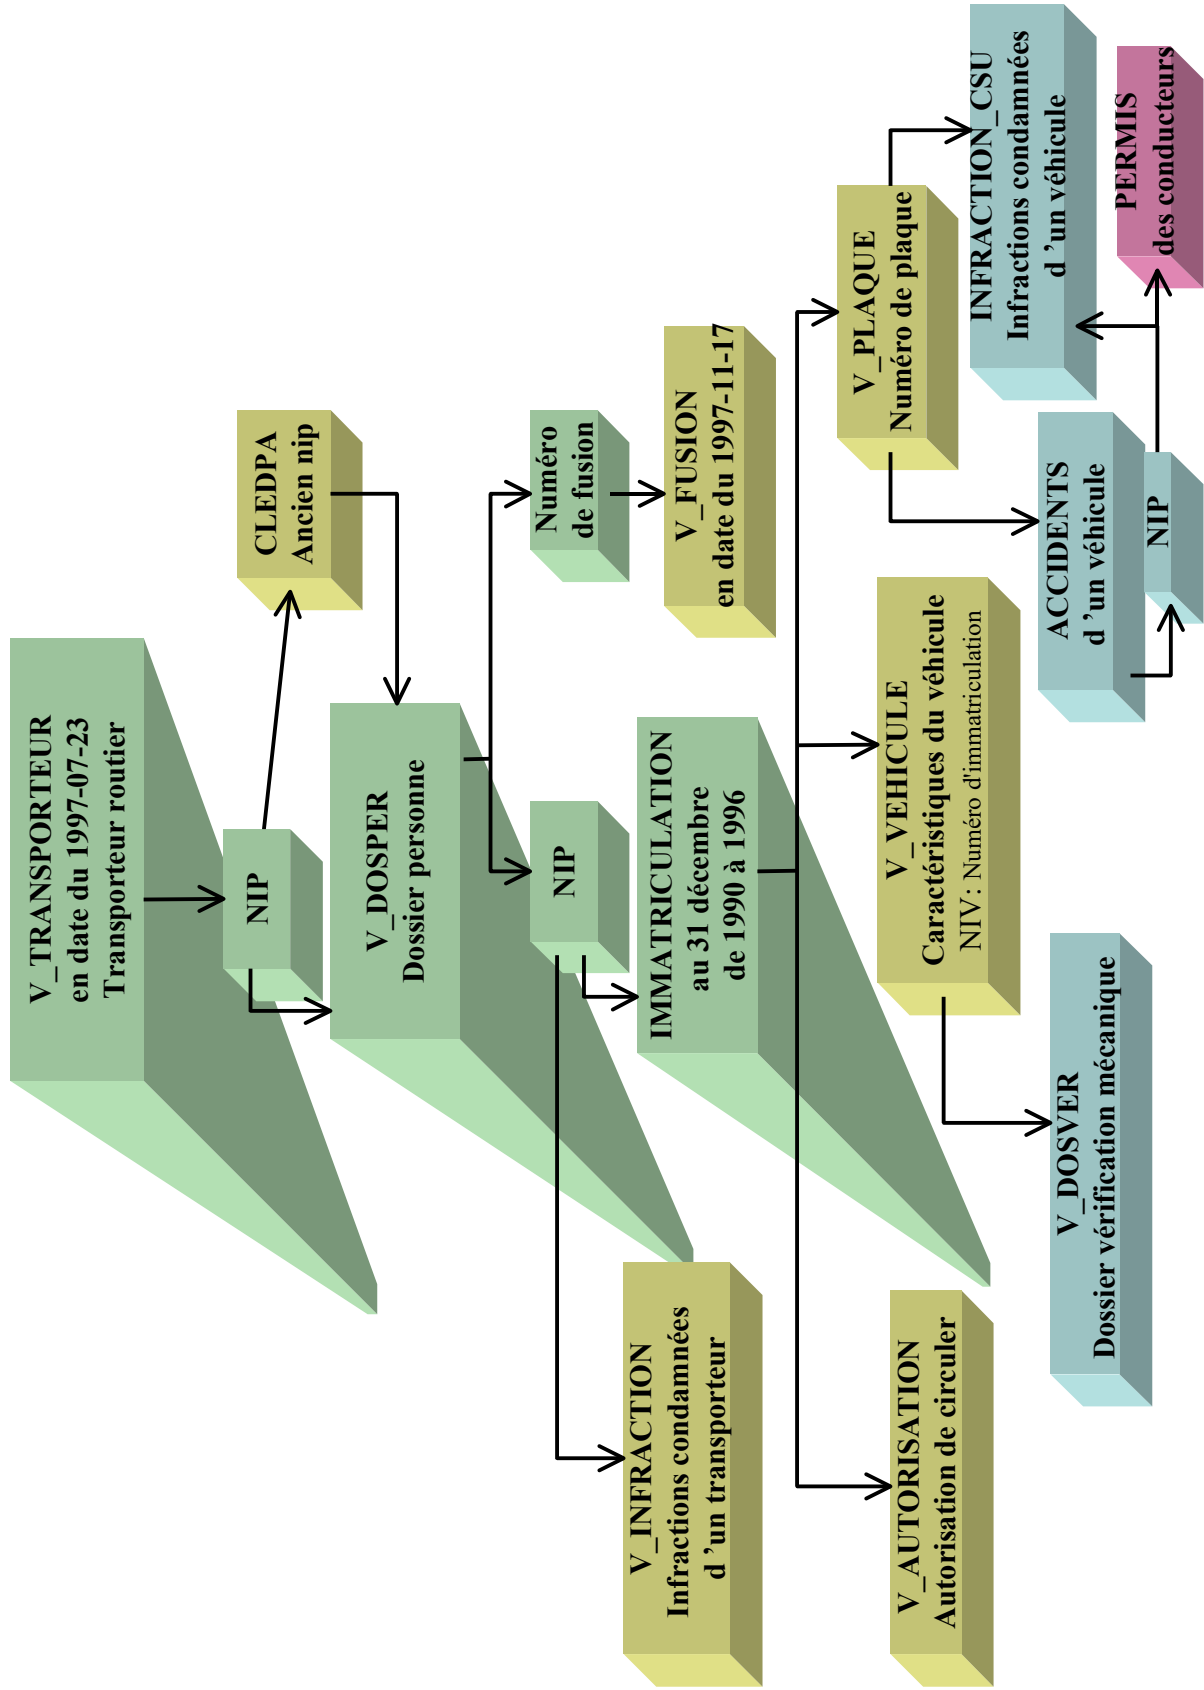 V_TRANSPORTEUR
en date du 1997-07-23
Transporteur routier
NIP
CLEDPA
Ancien nip
V_DOSPER
Dossier personne
NIP
Numéro
de fusion
V_INFRACTION
Infractions condamnées
d ’un transporteur
IMMATRICULATION
au 31 décembre
de 1990 à 1996
V_FUSION
en date du 1997-11-17
V_AUTORISATION
Autorisation de circuler
V_VEHICULE
Caractéristiques du véhicule
NIV: Numéro d'immatriculation
V_PLAQUE
Numéro de plaque
V_DOSVER
Dossier vérification mécanique
ACCIDENTS
d ’un véhicule
NIP
INFRACTION_CSU
Infractions condamnées
d ’un véhicule
PERMIS
des conducteurs